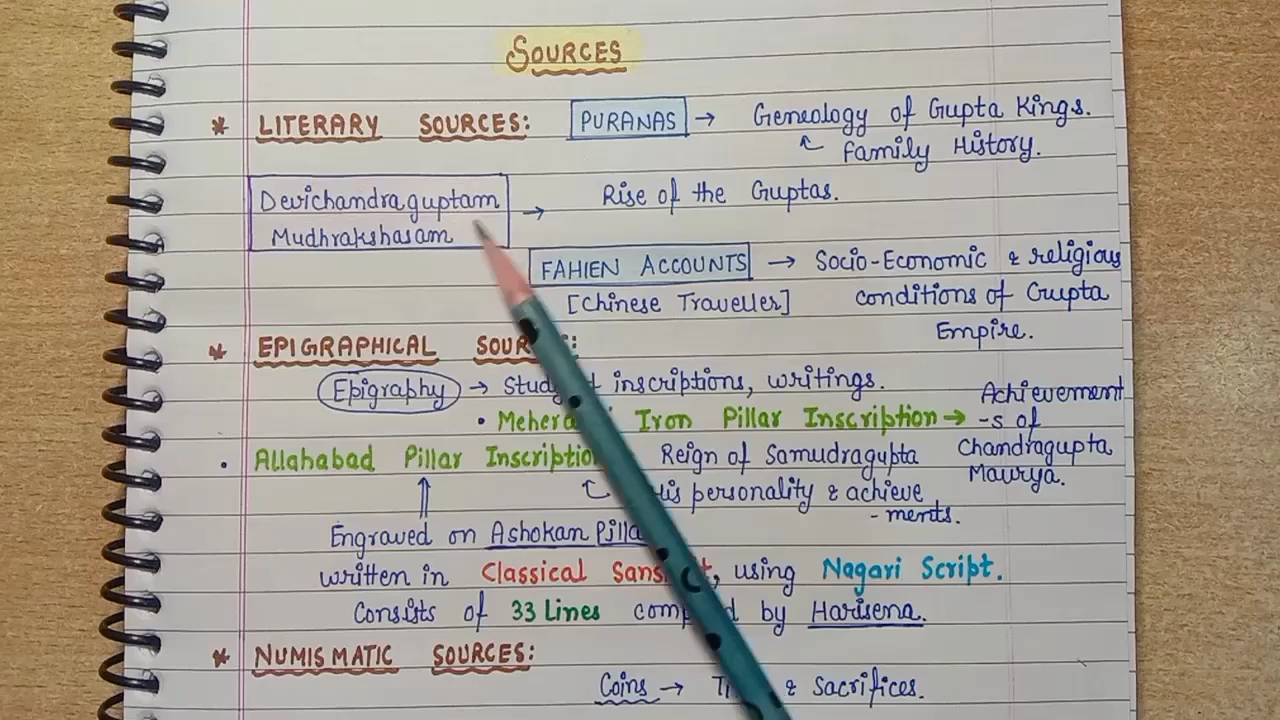 SOURCES
* LITERARY SOURCES: PURANAS → Geneology of Gupta Kings.
family History.
Devichandraguptam → Rise of the Guptas.
Mudhrakshasam
FAHIEN ACCOUNTS → Socio-Economic & religious
[Chinese Traveller] conditions of Gupta
Empire.
* EPIGRAPHICAL
Epigraphy → inscriptions, writings.
Achievement
• Iron Pillar Inscription → -s of
• Allahabad Pillar Reign of Samudragupta Chandragupta
personality & achieve Maurya.
-ments.
Engraved on Ashokan
written in Classical using Nagari Script.
Consists of 33 Lines by Harisena.
* NUMISMATIC SOURCES:
Coins → & Sacrifices.